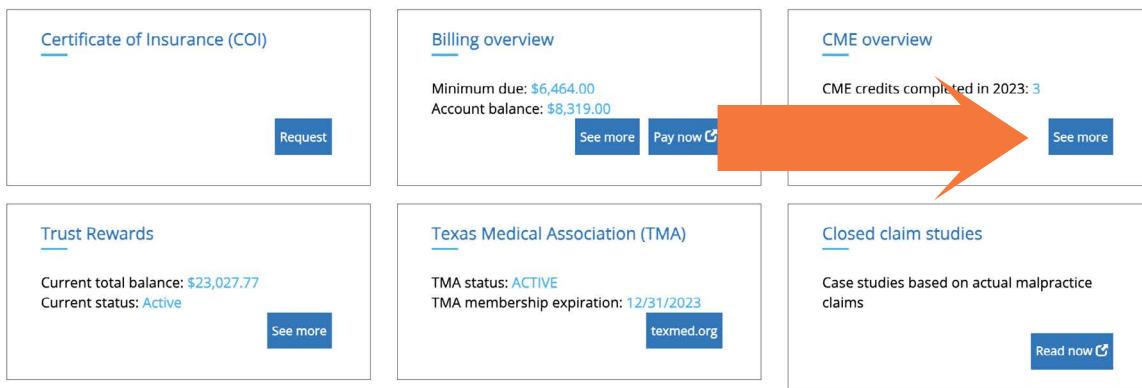 Certificate of Insurance (COI)
Request
Billing overview
Minimum due: $6,464.00
Account balance: $8,319.00
See more
Pay now
CME overview
CME credits completed in 2023: 3
See more
Trust Rewards
Current total balance: $23,027.77
Current status: Active
See more
Texas Medical Association (TMA)
TMA status: ACTIVE
TMA membership expiration: 12/31/2023
texmed.org
Closed claim studies
Case studies based on actual malpractice
claims
Read now